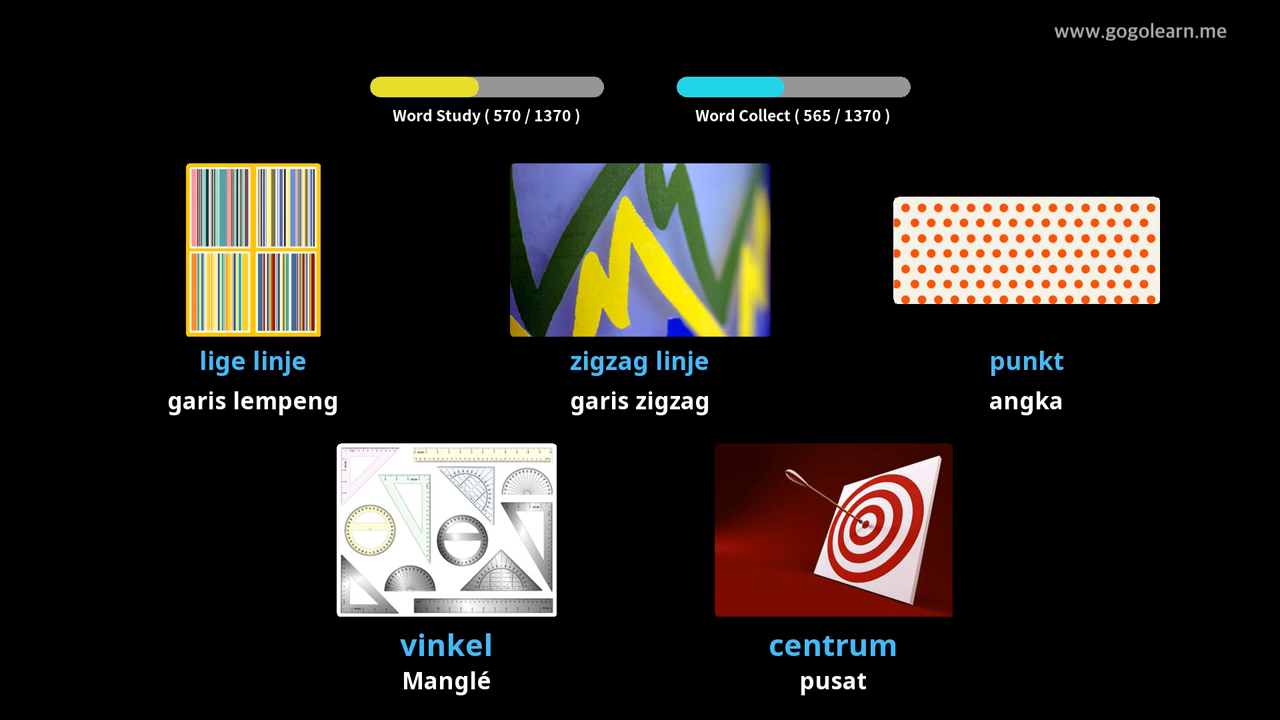 www.gogolearn.me
Word Study ( 570 / 1370 )
Word Collect ( 565 / 1370 )
lige linje
zigzag linje
punkt
garis lempeng
garis zigzag
angka
vinkel
centrum
Manglé
pusat